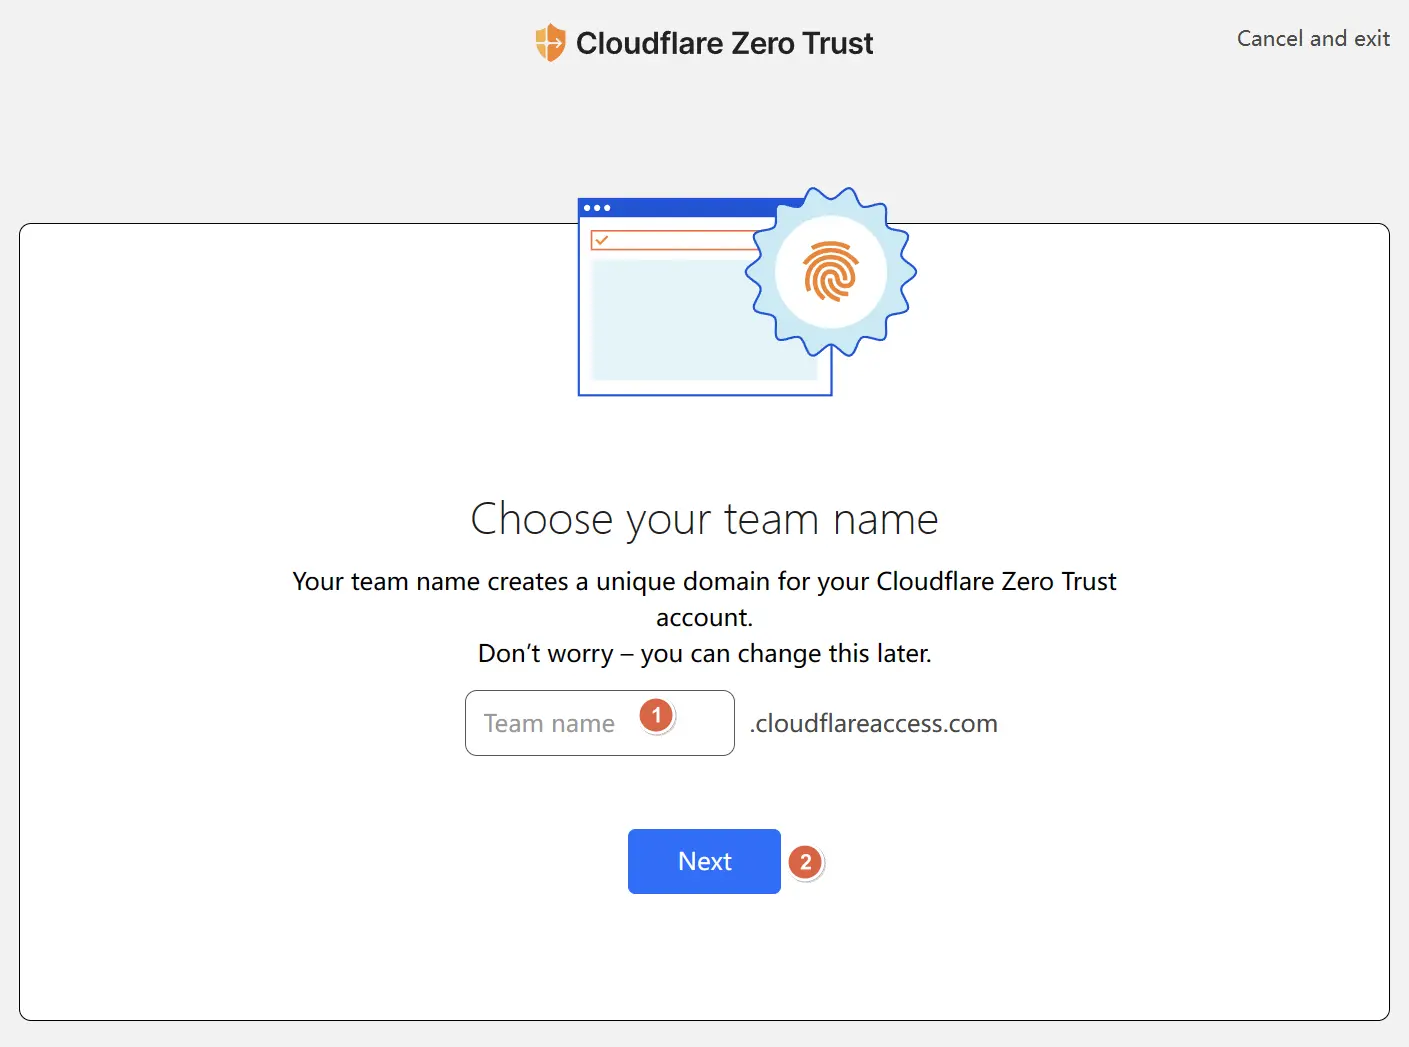 Cloudflare Zero Trust
Cancel and exit
Choose your team name
Your team name creates a unique domain for your Cloudflare Zero Trust
account.
Don’t worry – you can change this later.
Team name 1 .cloudflareaccess.com
Next 2